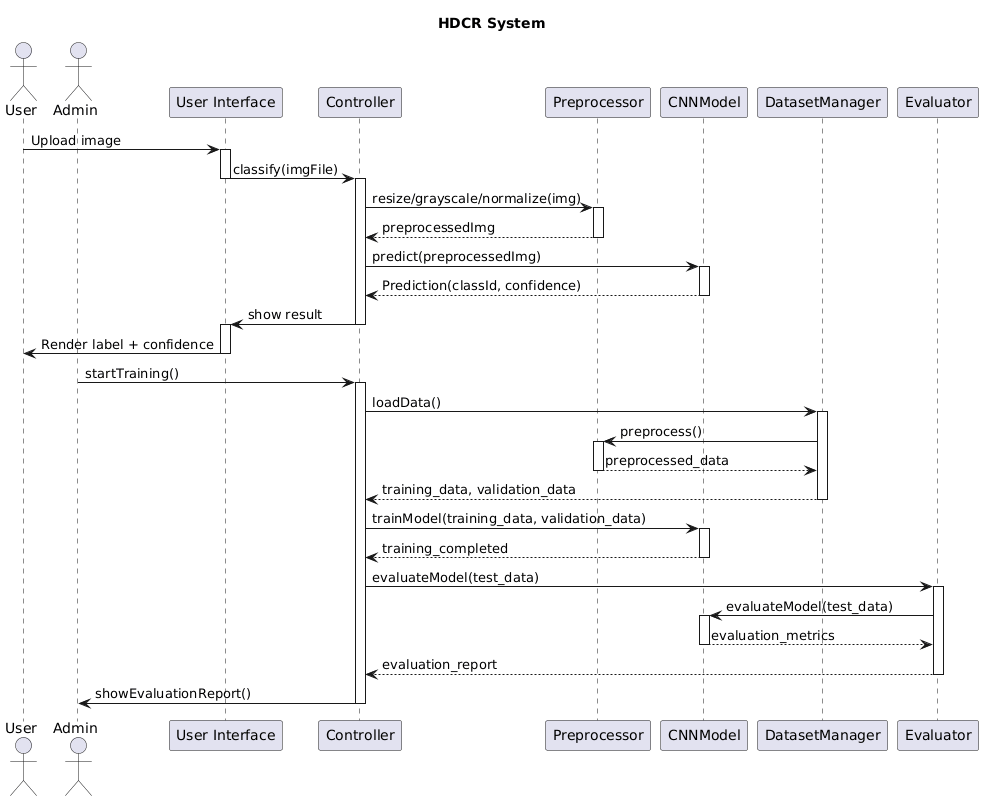 HDCR System
User
Admin
User Interface
Controller
Preprocessor
CNNModel
DatasetManager
Evaluator
Upload image
classify(imgFile)
resize/grayscale/normalize(img)
preprocessedImg
predict(preprocessedImg)
Prediction(classId, confidence)
show result
Render label + confidence
startTraining()
loadData()
preprocess()
preprocessed_data
training_data, validation_data
trainModel(training_data, validation_data)
training_completed
evaluateModel(test_data)
evaluateModel(test_data)
evaluation_metrics
evaluation_report
showEvaluationReport()
User
Admin
User Interface
Controller
Preprocessor
CNNModel
DatasetManager
Evaluator